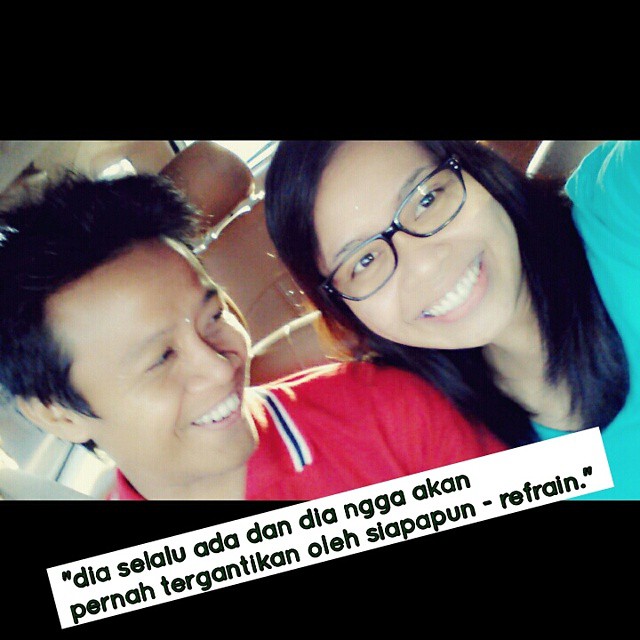 "dia selalu ada dan dia ngga akan
pernah tergantikan oleh siapapun - refrain."